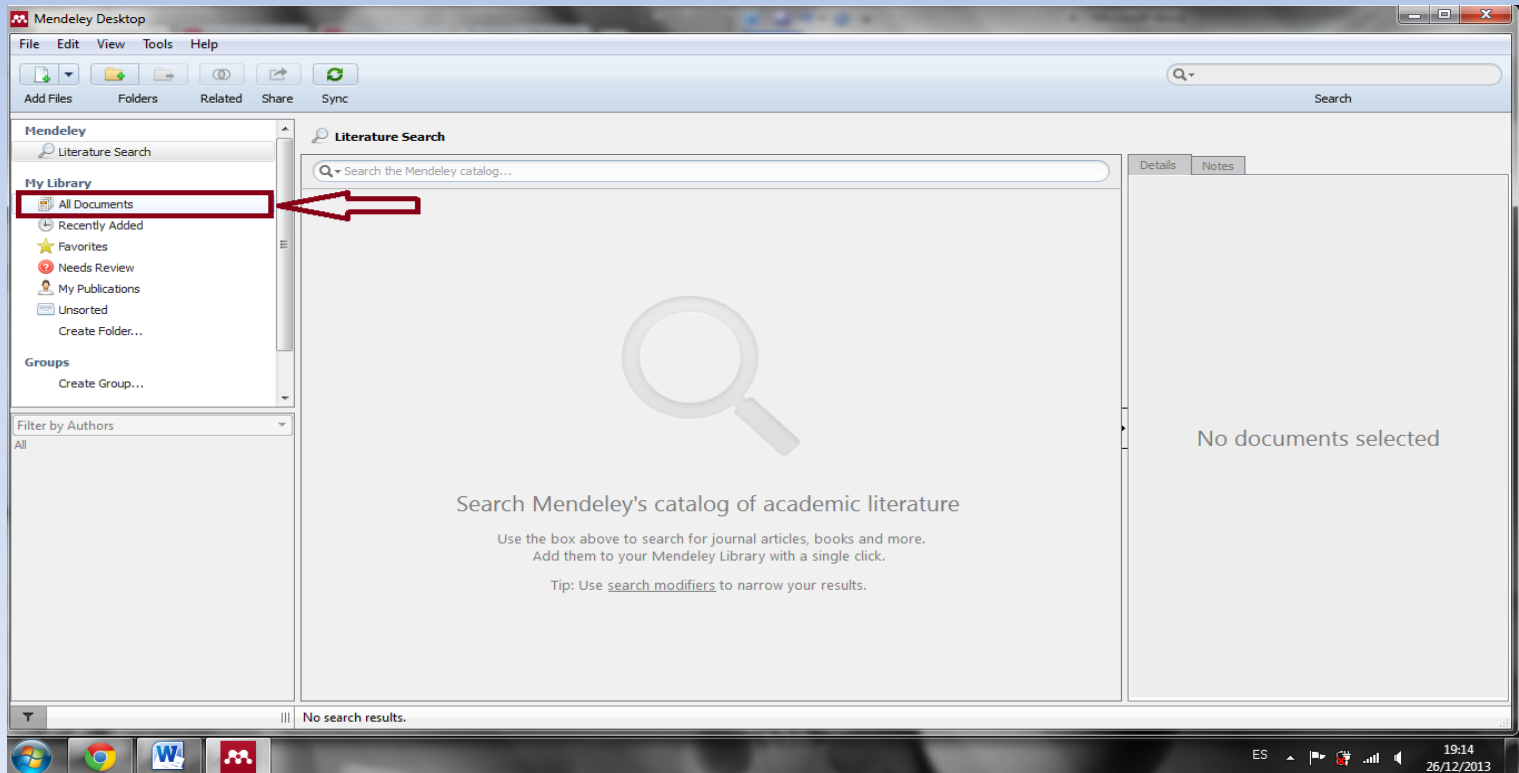 Mendeley Desktop
File Edit View Tools Help
Add Files Folders Related Share Sync
Search
Mendeley
Literature Search
My Library
All Documents
Recently Added
Favorites
Needs Review
My Publications
Unsorted
Create Folder...
Groups
Create Group...
Filter by Authors
All
Literature Search
Search the Mendeley catalog...
Search Mendeley's catalog of academic literature
Use the box above to search for journal articles, books and more.
Add them to your Mendeley Library with a single click.
Tip: Use search modifiers to narrow your results.
Details Notes
No documents selected
No search results.
ES
19:14
26/12/2013